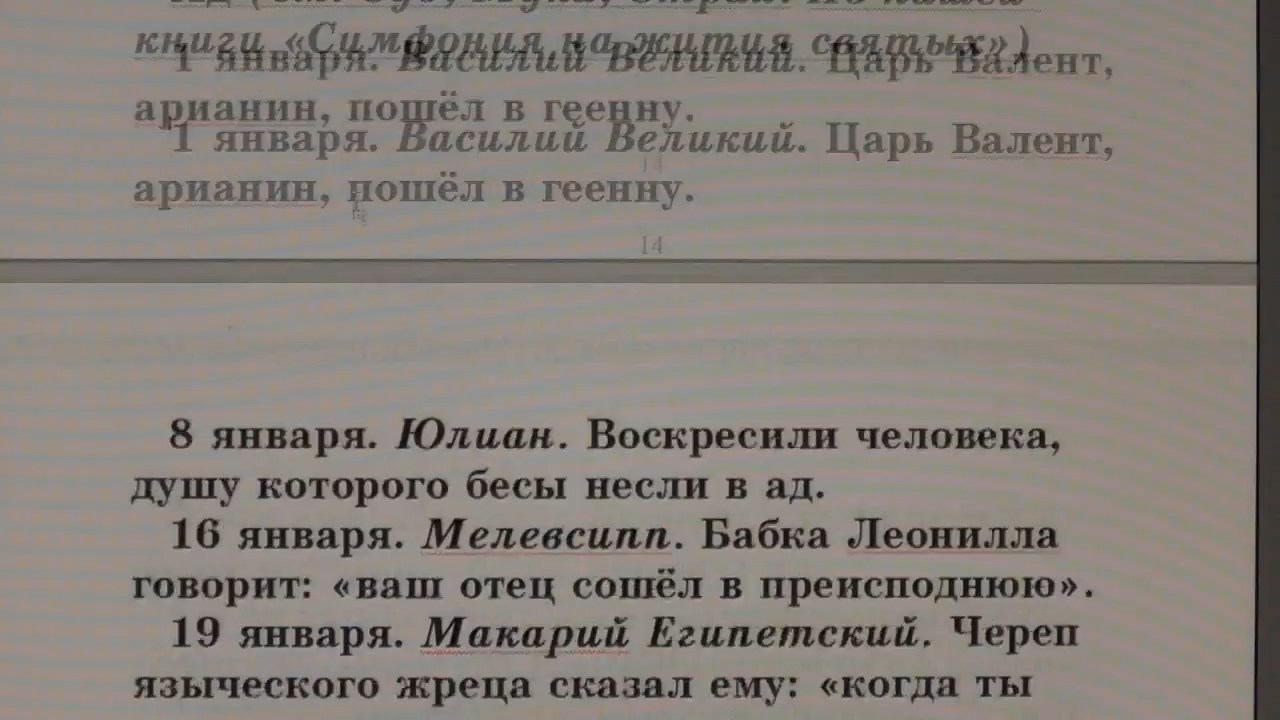 книги «Симфония на жития святых»)
1 января. Василий Великий. Царь Валент,
арианин, пошёл в геенну.
1 января. Василий Великий. Царь Валент,
арианин, пошёл в геенну.
14
14
8 января. Юлиан. Воскресили человека,
душу которого бесы несли в ад.
16 января. Мелевсипп. Бабка Леонилла
говорит: «ваш отец сошёл в преисподнюю».
19 января. Макарий Египетский. Череп
языческого жреца сказал ему: «когда ты